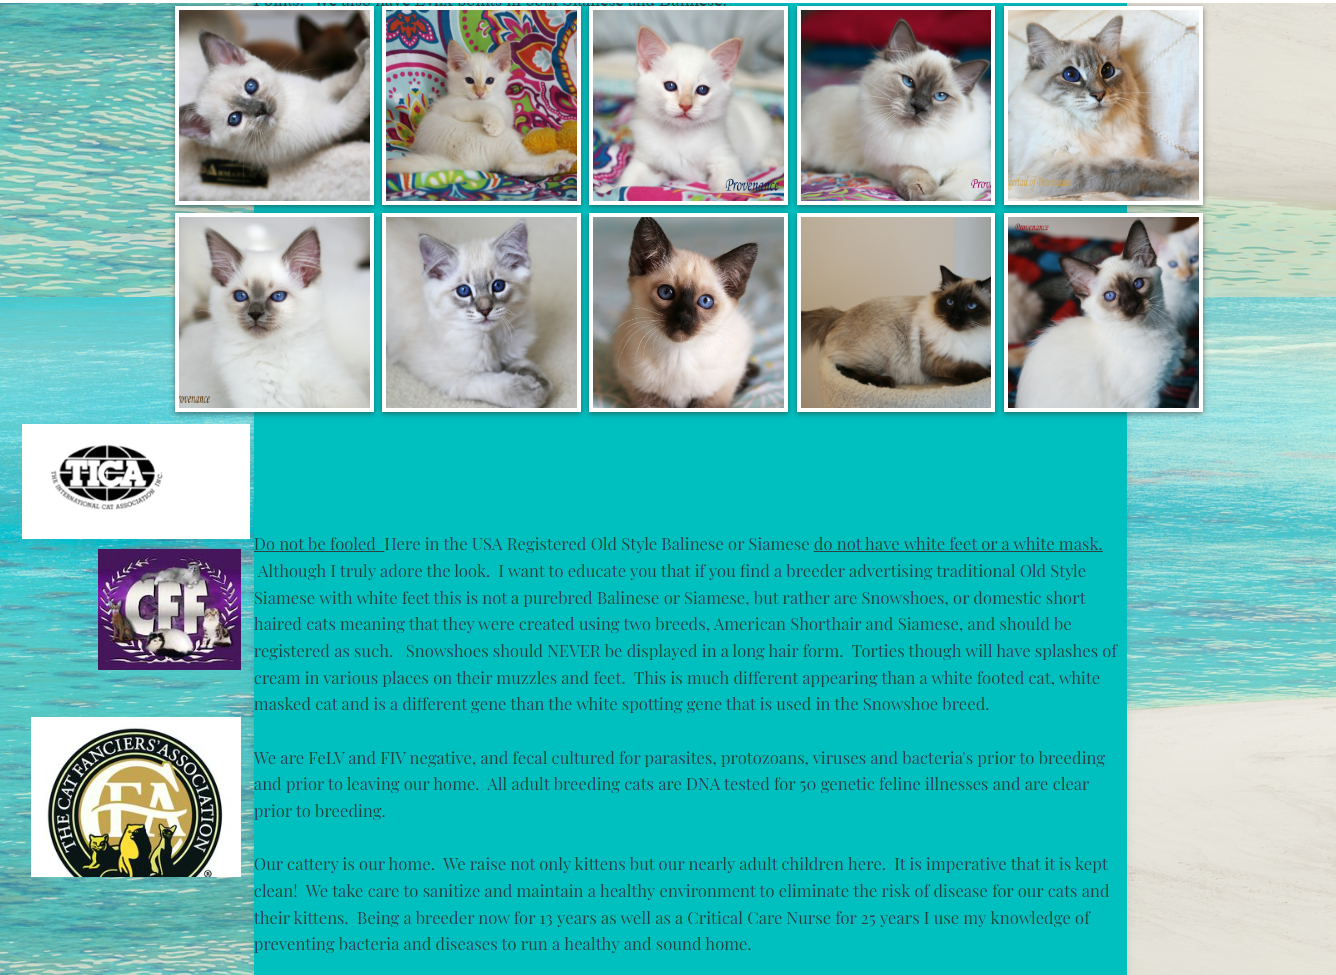 Points. We also have DNA
Provenance
Prov
rovenance
Provenance
TICA
THE INTERNATIONAL CAT ASSOCIATION INC.
CFF
THE CAT FANCIERS' ASSOCIATION
CFA
®
Do not be fooled Here in the USA Registered Old Style Balinese or Siamese do not have white feet or a white mask.
Although I truly adore the look. I want to educate you that if you find a breeder advertising traditional Old Style
Siamese with white feet this is not a purebred Balinese or Siamese, but rather are Snowshoes, or domestic short
haired cats meaning that they were created using two breeds, American Shorthair and Siamese, and should be
registered as such. Snowshoes should NEVER be displayed in a long hair form. Torties though will have splashes of
cream in various places on their muzzles and feet. This is much different appearing than a white footed cat, white
masked cat and is a different gene than the white spotting gene that is used in the Snowshoe breed.
We are FeLV and FIV negative, and fecal cultured for parasites, protozoans, viruses and bacteria's prior to breeding
and prior to leaving our home. All adult breeding cats are DNA tested for 50 genetic feline illnesses and are clear
prior to breeding.
Our cattery is our home. We raise not only kittens but our nearly adult children here. It is imperative that it is kept
clean! We take care to sanitize and maintain a healthy environment to eliminate the risk of disease for our cats and
their kittens. Being a breeder now for 13 years as well as a Critical Care Nurse for 25 years I use my knowledge of
preventing bacteria and diseases to run a healthy and sound home.